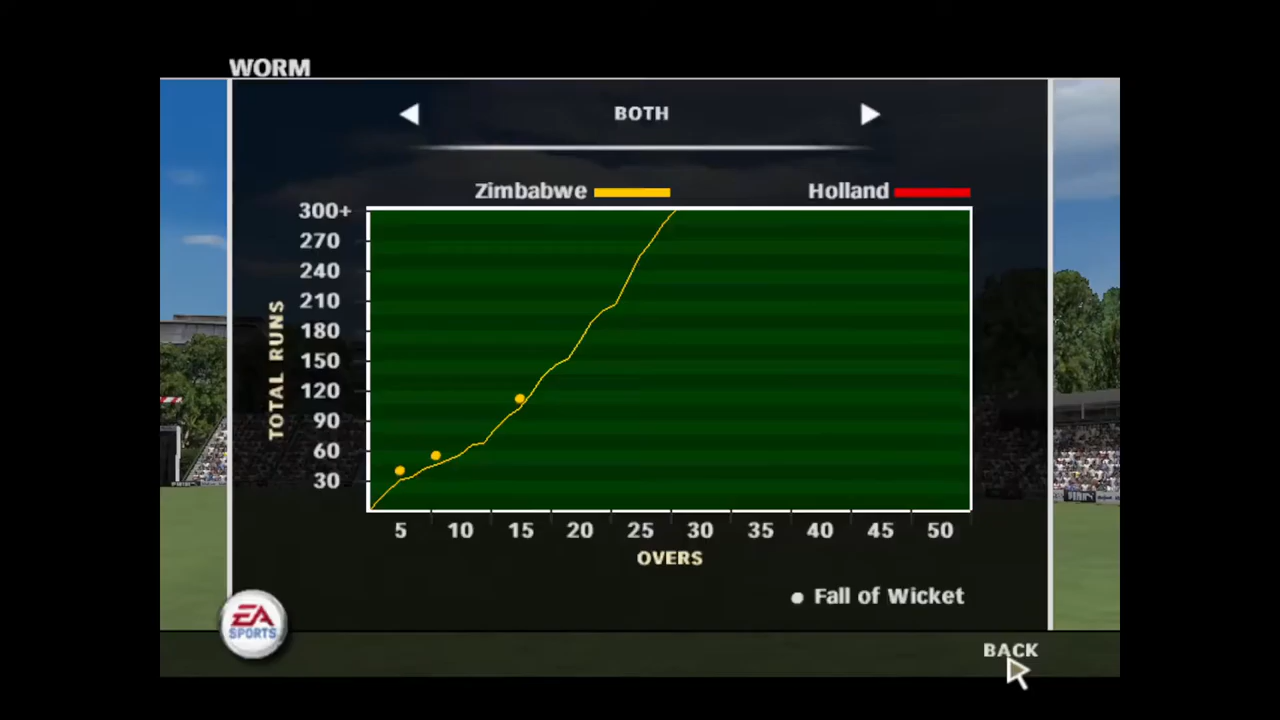 WORM
BOTH
Zimbabwe
Holland
300+
270
240
210
180
150
120
90
60
30
TOTAL RUNS
5 10 15 20 25 30 35 40 45 50
OVERS
Fall of Wicket
EA
SPORTS
BACK